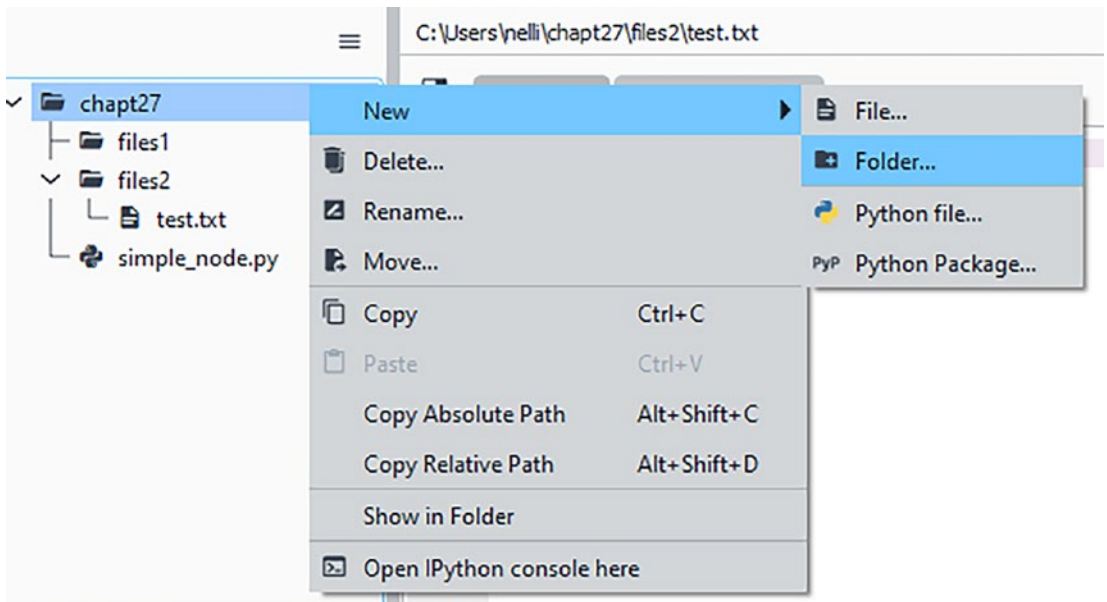 C:\Users\nelli\chapt27\files2\test.txt
chapt27
files1
files2
test.txt
simple_node.py
New
Delete...
Rename...
Move...
Copy Ctrl+C
Paste Ctrl+V
Copy Absolute Path Alt+Shift+C
Copy Relative Path Alt+Shift+D
Show in Folder
Open IPython console here
File...
Folder...
Python file...
PyP Python Package...